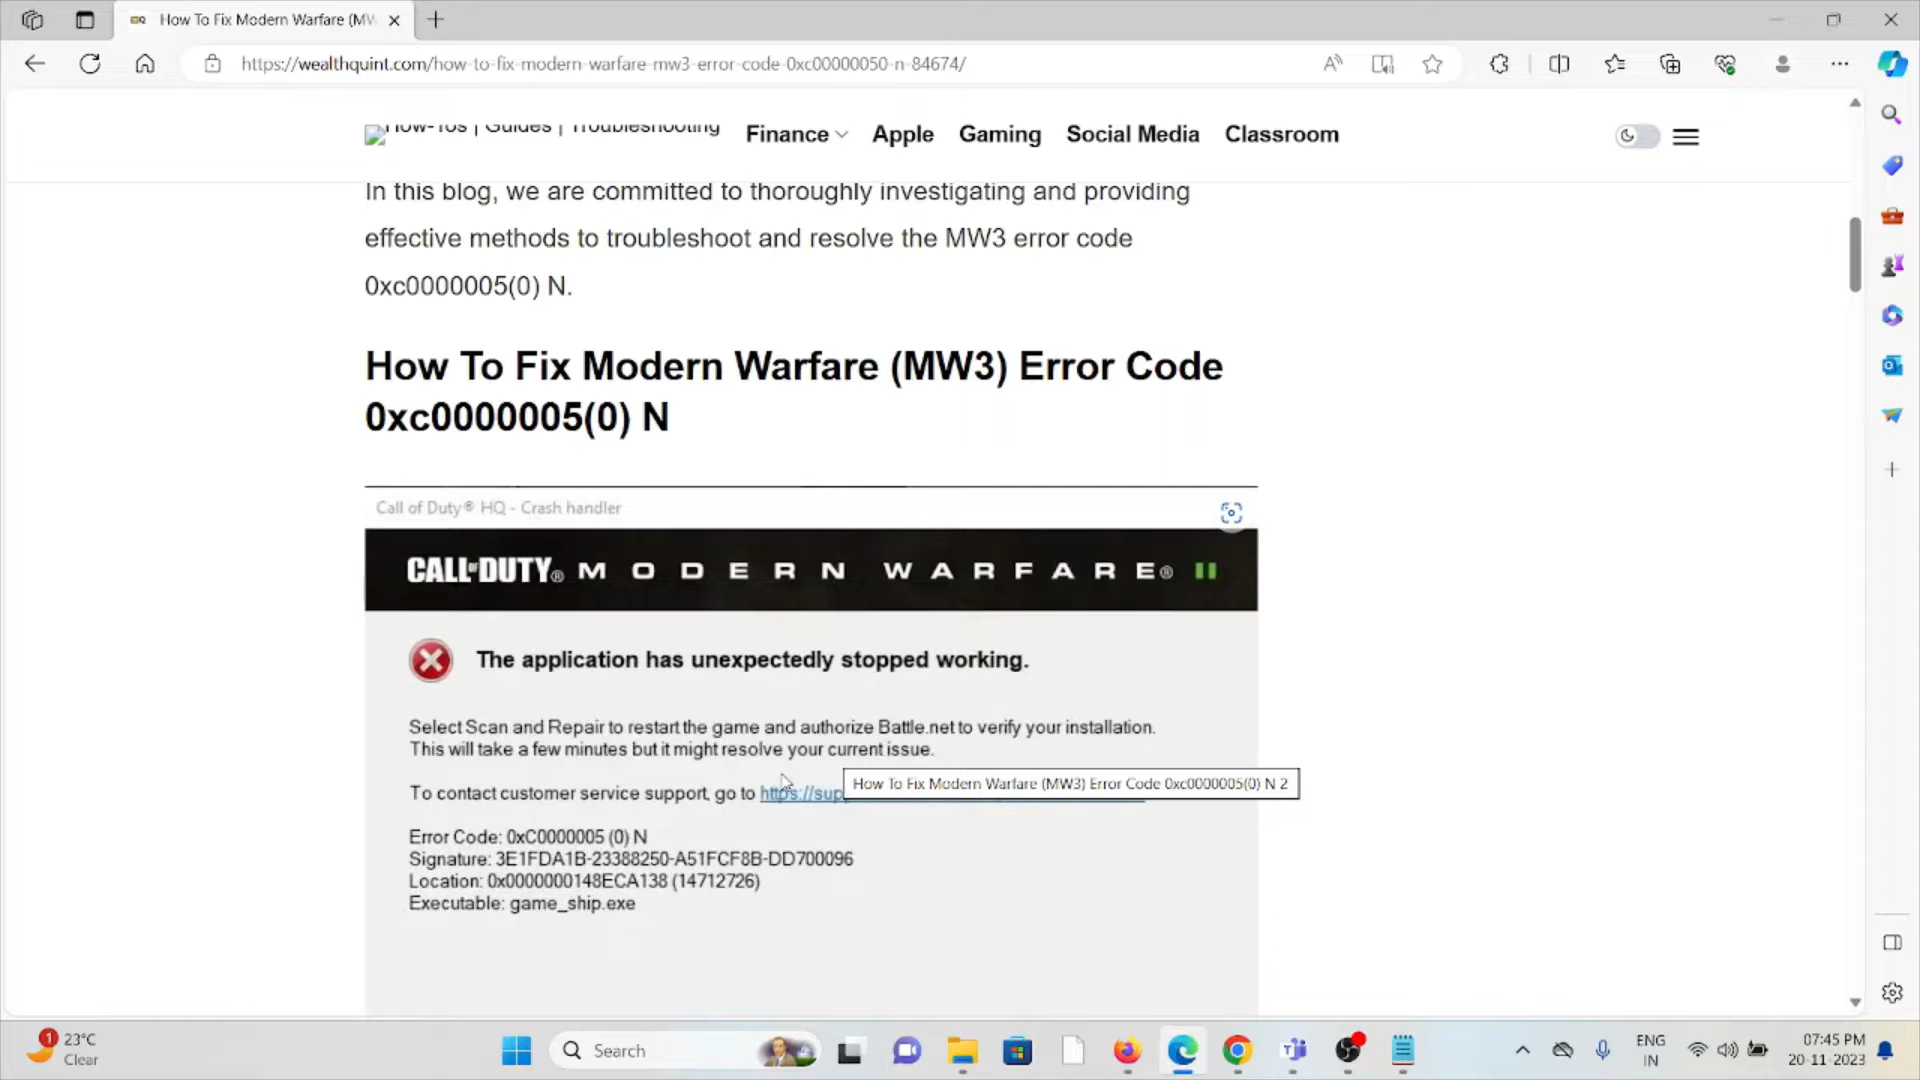 How To Fix Modern Warfare (MW
https://wealthquint.com/how-to-fix-modern-warfare-mw3-error-code-0xc00000050-n-84674/
How-Tos | Guides | Troubleshooting
Finance
Apple
Gaming
Social Media
Classroom
In this blog, we are committed to thoroughly investigating and providing
effective methods to troubleshoot and resolve the MW3 error code
0xc0000005(0) N.
How To Fix Modern Warfare (MW3) Error Code
0xc0000005(0) N
Call of Duty® HQ - Crash handler
CALL OF DUTY® MODERN WARFARE® II
The application has unexpectedly stopped working.
Select Scan and Repair to restart the game and authorize Battle.net to verify your installation.
This will take a few minutes but it might resolve your current issue.
To contact customer service support, go to https://sup
How To Fix Modern Warfare (MW3) Error Code 0xc0000005(0) N 2
Error Code: 0xC0000005 (0) N
Signature: 3E1FDA1B-23388250-A51FCF8B-DD700096
Location: 0x0000000148ECA138 (14712726)
Executable: game_ship.exe
1
23°C
Clear
Search
ENG
IN
07:45 PM
20-11-2023